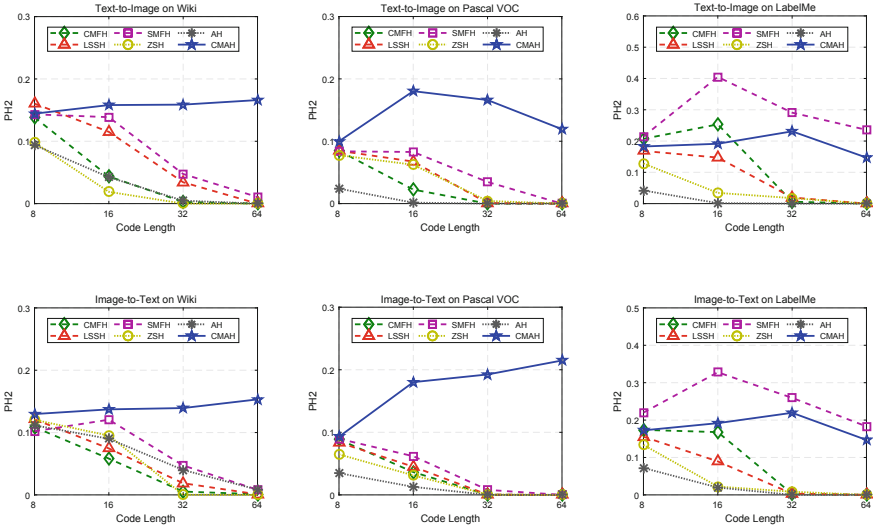 Text-to-Image on Wiki
0.3
0.2
0.1
0
PH2
CMFH SMFH AH
LSSH ZSH CMAH
8 16 32 64
Code Length
Text-to-Image on Pascal VOC
0.3
0.2
0.1
0
PH2
CMFH SMFH AH
LSSH ZSH CMAH
8 16 32 64
Code Length
Text-to-Image on LabelMe
0.6
0.5
0.4
0.3
0.2
0.1
0
PH2
CMFH SMFH AH
LSSH ZSH CMAH
8 16 32 64
Code Length
Image-to-Text on Wiki
0.3
0.2
0.1
0
PH2
CMFH SMFH AH
LSSH ZSH CMAH
8 16 32 64
Code Length
Image-to-Text on Pascal VOC
0.3
0.2
0.1
0
PH2
CMFH SMFH AH
LSSH ZSH CMAH
8 16 32 64
Code Length
Image-to-Text on LabelMe
0.5
0.4
0.3
0.2
0.1
0
PH2
CMFH SMFH AH
LSSH ZSH CMAH
8 16 32 64
Code Length